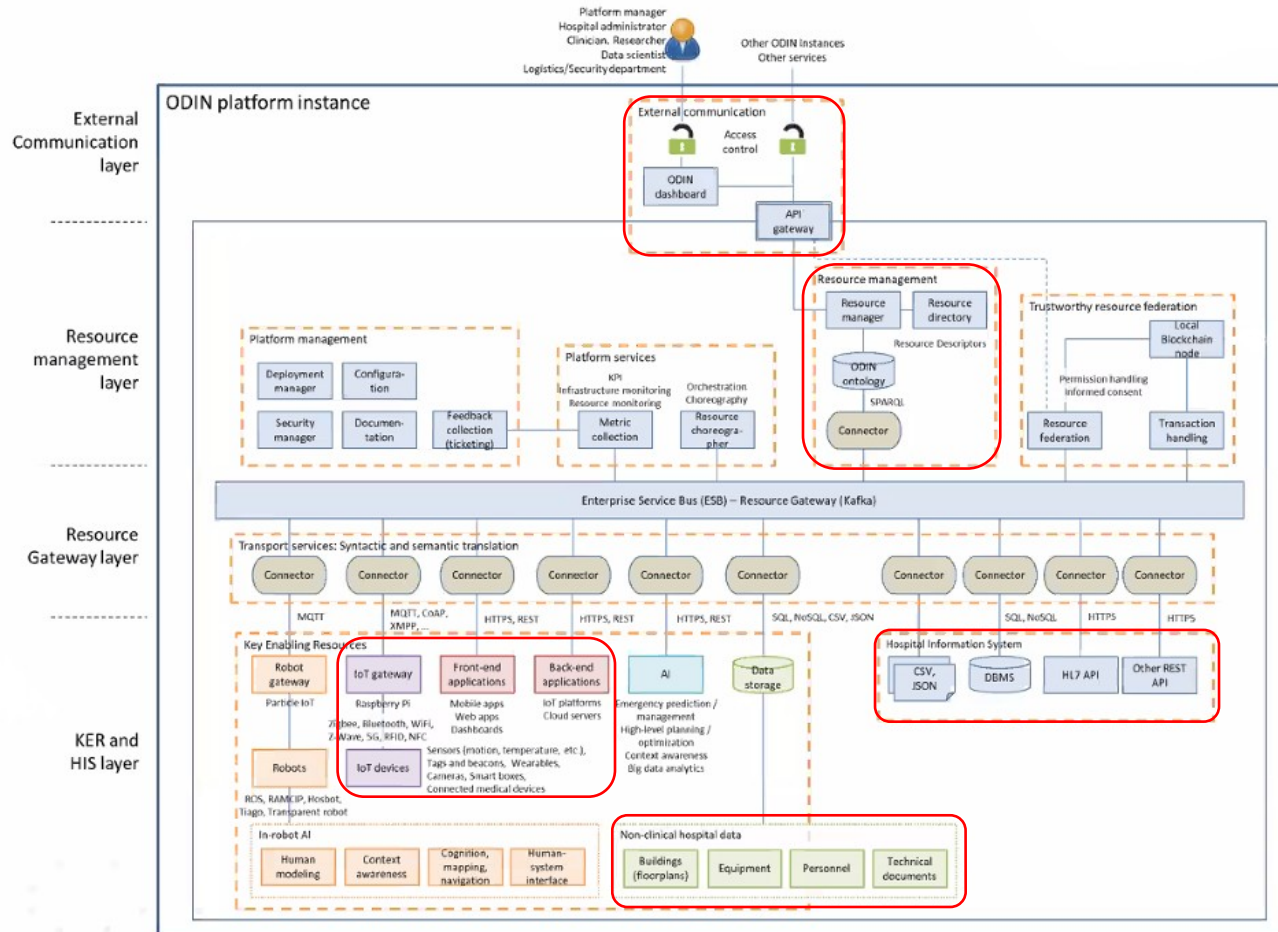 Platform manager
Hospital administrator
Clinician, Researcher
Data scientist
Logistics/Security department
Other ODIN Instances
Other services
External
Communication
layer
ODIN platform instance
External communication
Access
control
ODIN
dashboard
API
gateway
Resource
management
layer
Resource management
Resource
manager
Resource
directory
Resource Descriptors
ODIN
ontology
SPARQL
Connector
Trustworthy resource federation
Local
Blockchain
node
Permission handling
Informed consent
Resource
federation
Transaction
handling
Platform management
Deployment
manager
Configura-
tion
Security
manager
Documen-
tation
Feedback
collection
(ticketing)
Platform services
KPI
Infrastructure monitoring
Resource monitoring
Orchestration
Choreography
Metric
collection
Resource
choreogra-
pher
Enterprise Service Bus (ESB) – Resource Gateway (Kafka)
Resource
Gateway layer
Transport services: Syntactic and semantic translation
Connector
Connector
Connector
Connector
Connector
Connector
Connector
Connector
Connector
Connector
MQTT
MQTT, CoAP,
XMPP, ...
HTTPS, REST
HTTPS, REST
HTTPS, REST
SQL, NoSQL, CSV, JSON
SQL, NoSQL
HTTPS
HTTPS
KER and
HIS layer
Key Enabling Resources
Robot
gateway
Particle IoT
IoT gateway
Raspberry Pi
Zigbee, Bluetooth, WiFi,
Z-Wave, 5G, RFID, NFC
Front-end
applications
Mobile apps
Web apps
Dashboards
Back-end
applications
IoT platforms
Cloud servers
AI
Emergency prediction /
management
High-level planning /
optimization
Context awareness
Big data analytics
Data
storage
Hospital Information System
CSV,
JSON
DBMS
HL7 API
Other REST
API
Robots
ROS, RAMCIP, Hosbot,
Tiago, Transparent robot
IoT devices
Sensors (motion, temperature, etc.),
Tags and beacons, Wearables,
Cameras, Smart boxes,
Connected medical devices
In-robot AI
Human
modeling
Context
awareness
Cognition,
mapping,
navigation
Human-
system
interface
Non-clinical hospital data
Buildings
(floorplans)
Equipment
Personnel
Technical
documents